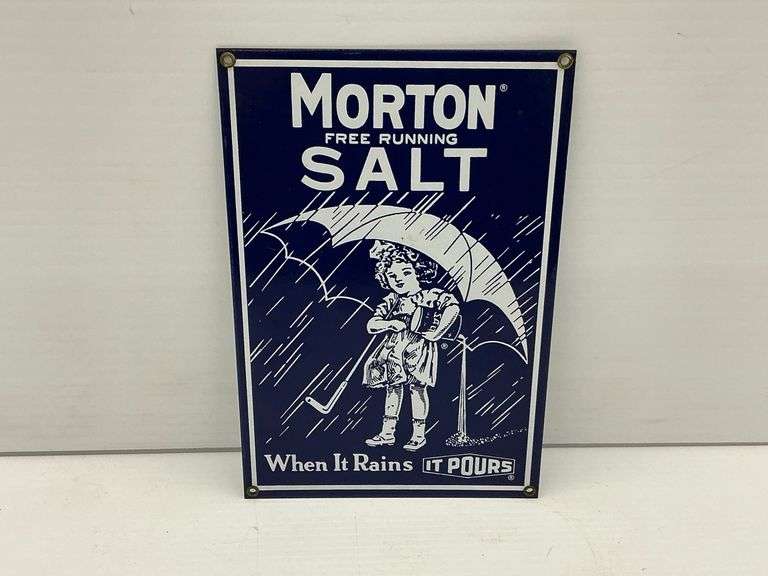 MORTON®
FREE RUNNING
SALT
®
When It Rains IT POURS®